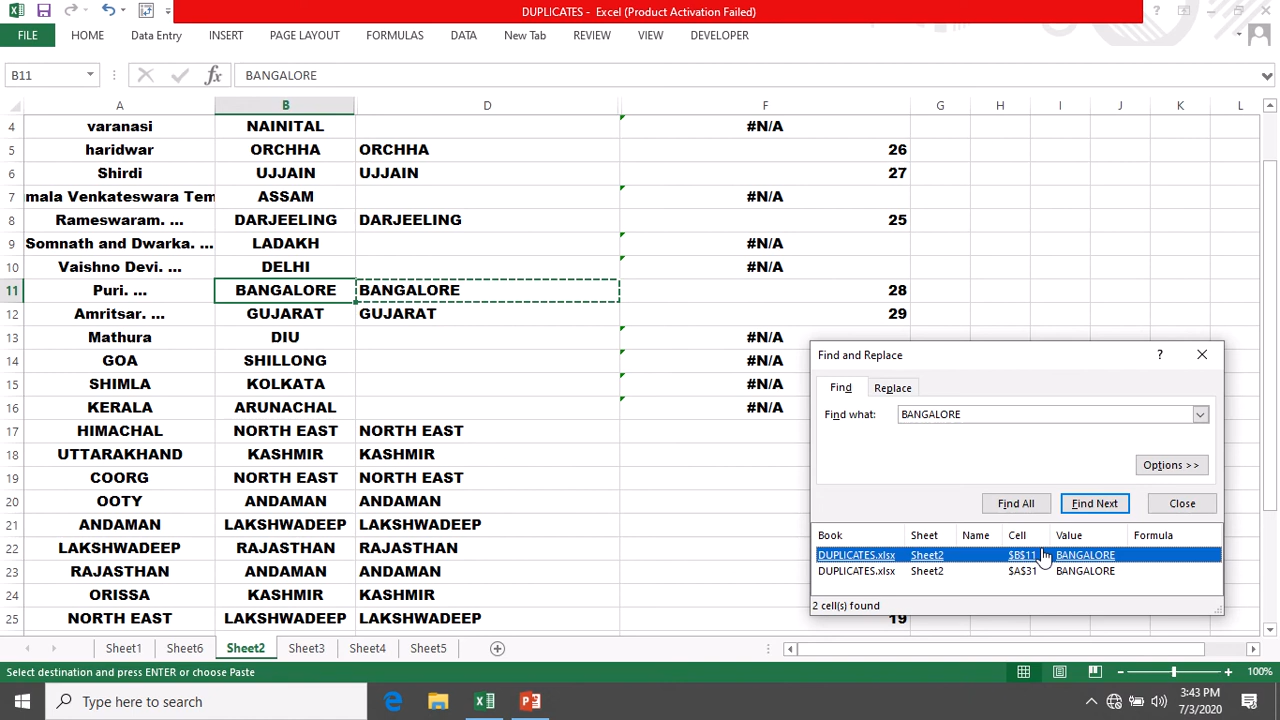 DUPLICATES - Excel (Product Activation Failed)
FILE HOME Data Entry INSERT PAGE LAYOUT FORMULAS DATA New Tab REVIEW VIEW DEVELOPER
B11 fx BANGALORE
A B D F G H I J K L
4 varanasi NAINITAL #N/A
5 haridwar ORCHHA ORCHHA 26
6 Shirdi UJJAIN UJJAIN 27
7 mala Venkateswara Tem ASSAM #N/A
8 Rameswaram. ... DARJEELING DARJEELING 25
9 Somnath and Dwarka. ... LADAKH #N/A
10 Vaishno Devi. ... DELHI #N/A
11 Puri. ... BANGALORE BANGALORE 28
12 Amritsar. ... GUJARAT GUJARAT 29
13 Mathura DIU #N/A
14 GOA SHILLONG #N/A
15 SHIMLA KOLKATA #N/A
16 KERALA ARUNACHAL #N/A
17 HIMACHAL NORTH EAST NORTH EAST
18 UTTARAKHAND KASHMIR KASHMIR
19 COORG NORTH EAST NORTH EAST
20 OOTY ANDAMAN ANDAMAN
21 ANDAMAN LAKSHWADEEP LAKSHWADEEP
22 LAKSHWADEEP RAJASTHAN RAJASTHAN
23 RAJASTHAN ANDAMAN ANDAMAN
24 ORISSA KASHMIR KASHMIR
25 NORTH EAST LAKSHWADEEP LAKSHWADEEP 19
Find and Replace ?
Find Replace
Find what: BANGALORE
Options >>
Find All Find Next Close
Book Sheet Name Cell Value Formula
DUPLICATES.xlsx Sheet2 $B$11 BANGALORE
DUPLICATES.xlsx Sheet2 $A$31 BANGALORE
2 cell(s) found
Sheet1 Sheet6 Sheet2 Sheet3 Sheet4 Sheet5
Select destination and press ENTER or choose Paste 100%
Type here to search
3:43 PM
7/3/2020